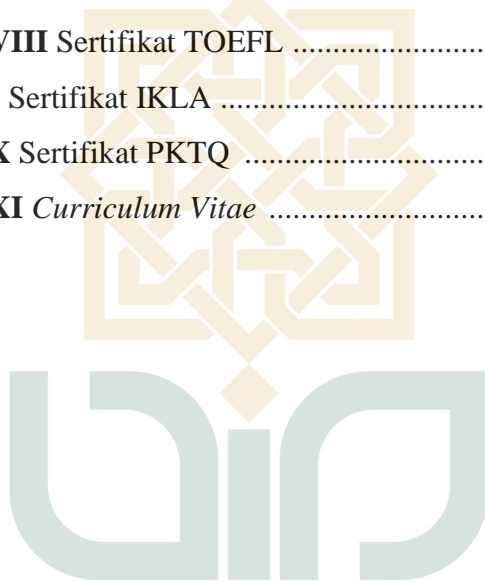 VIII Sertifikat TOEFL .......................
Sertifikat IKLA ................................
X Sertifikat PKTQ .............................
XI Curriculum Vitae ..........................